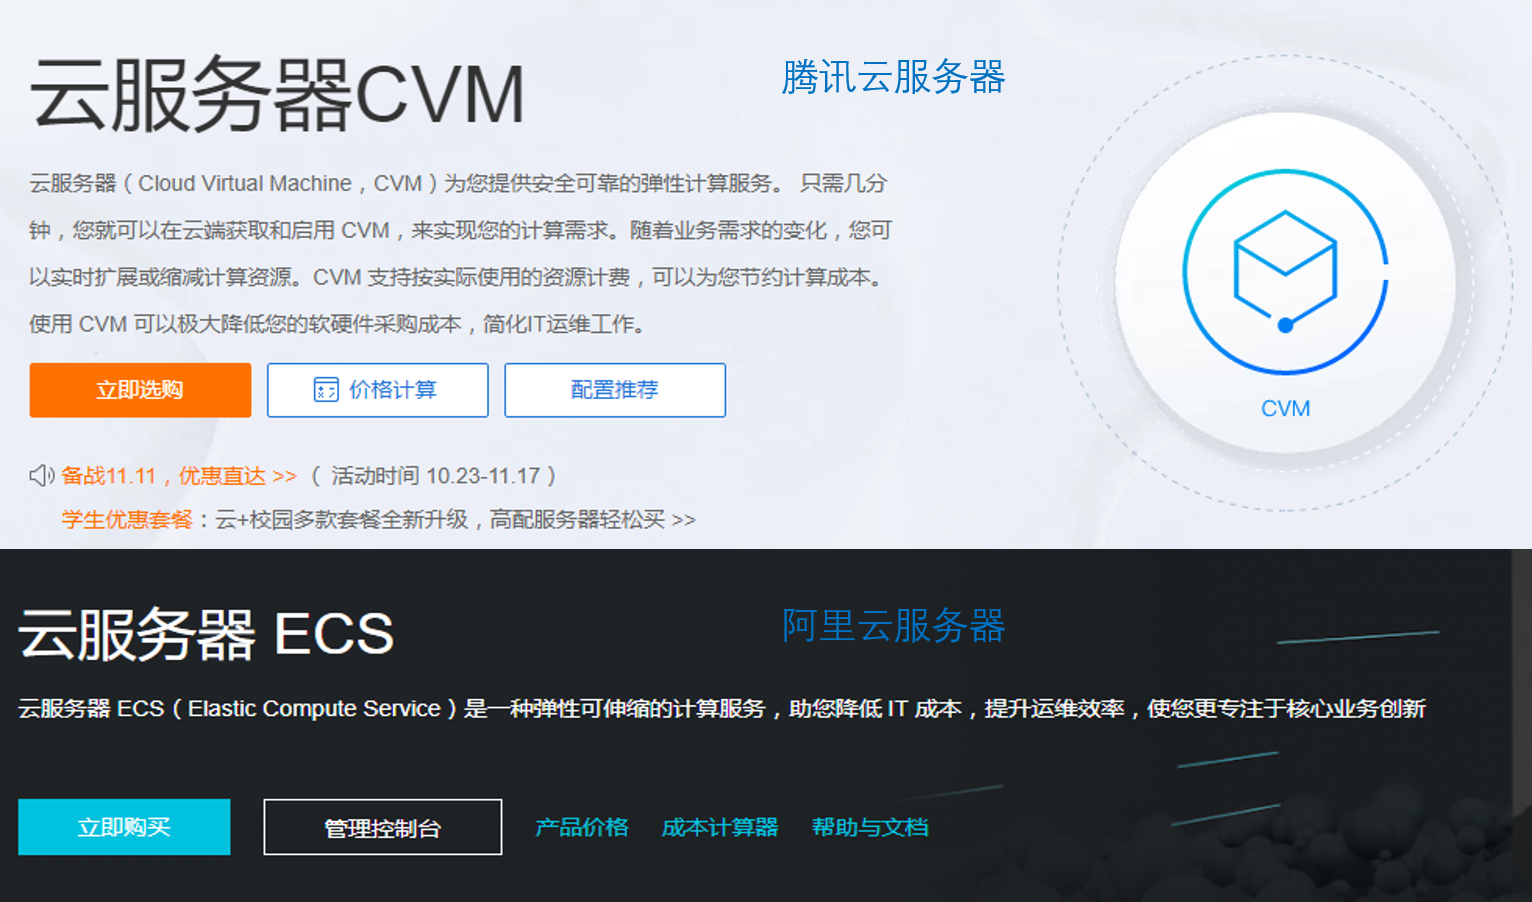 云服务器CVM
腾讯云服务器
云服务器（Cloud Virtual Machine，CVM）为您提供安全可靠的弹性计算服务。 只需几分
钟，您就可以在云端获取和启用 CVM，来实现您的计算需求。随着业务需求的变化，您可
以实时扩展或缩减计算资源。CVM 支持按实际使用的资源计费，可以为您节约计算成本。
使用 CVM 可以极大降低您的软硬件采购成本，简化IT运维工作。
立即选购
价格计算
配置推荐
CVM
备战11.11，优惠直达 >>（ 活动时间 10.23-11.17 ）
学生优惠套餐：云+校园多款套餐全新升级，高配服务器轻松买 >>
云服务器 ECS
阿里云服务器
云服务器 ECS（Elastic Compute Service）是一种弹性可伸缩的计算服务，助您降低 IT 成本，提升运维效率，使您更专注于核心业务创新
立即购买
管理控制台
产品价格
成本计算器
帮助与文档